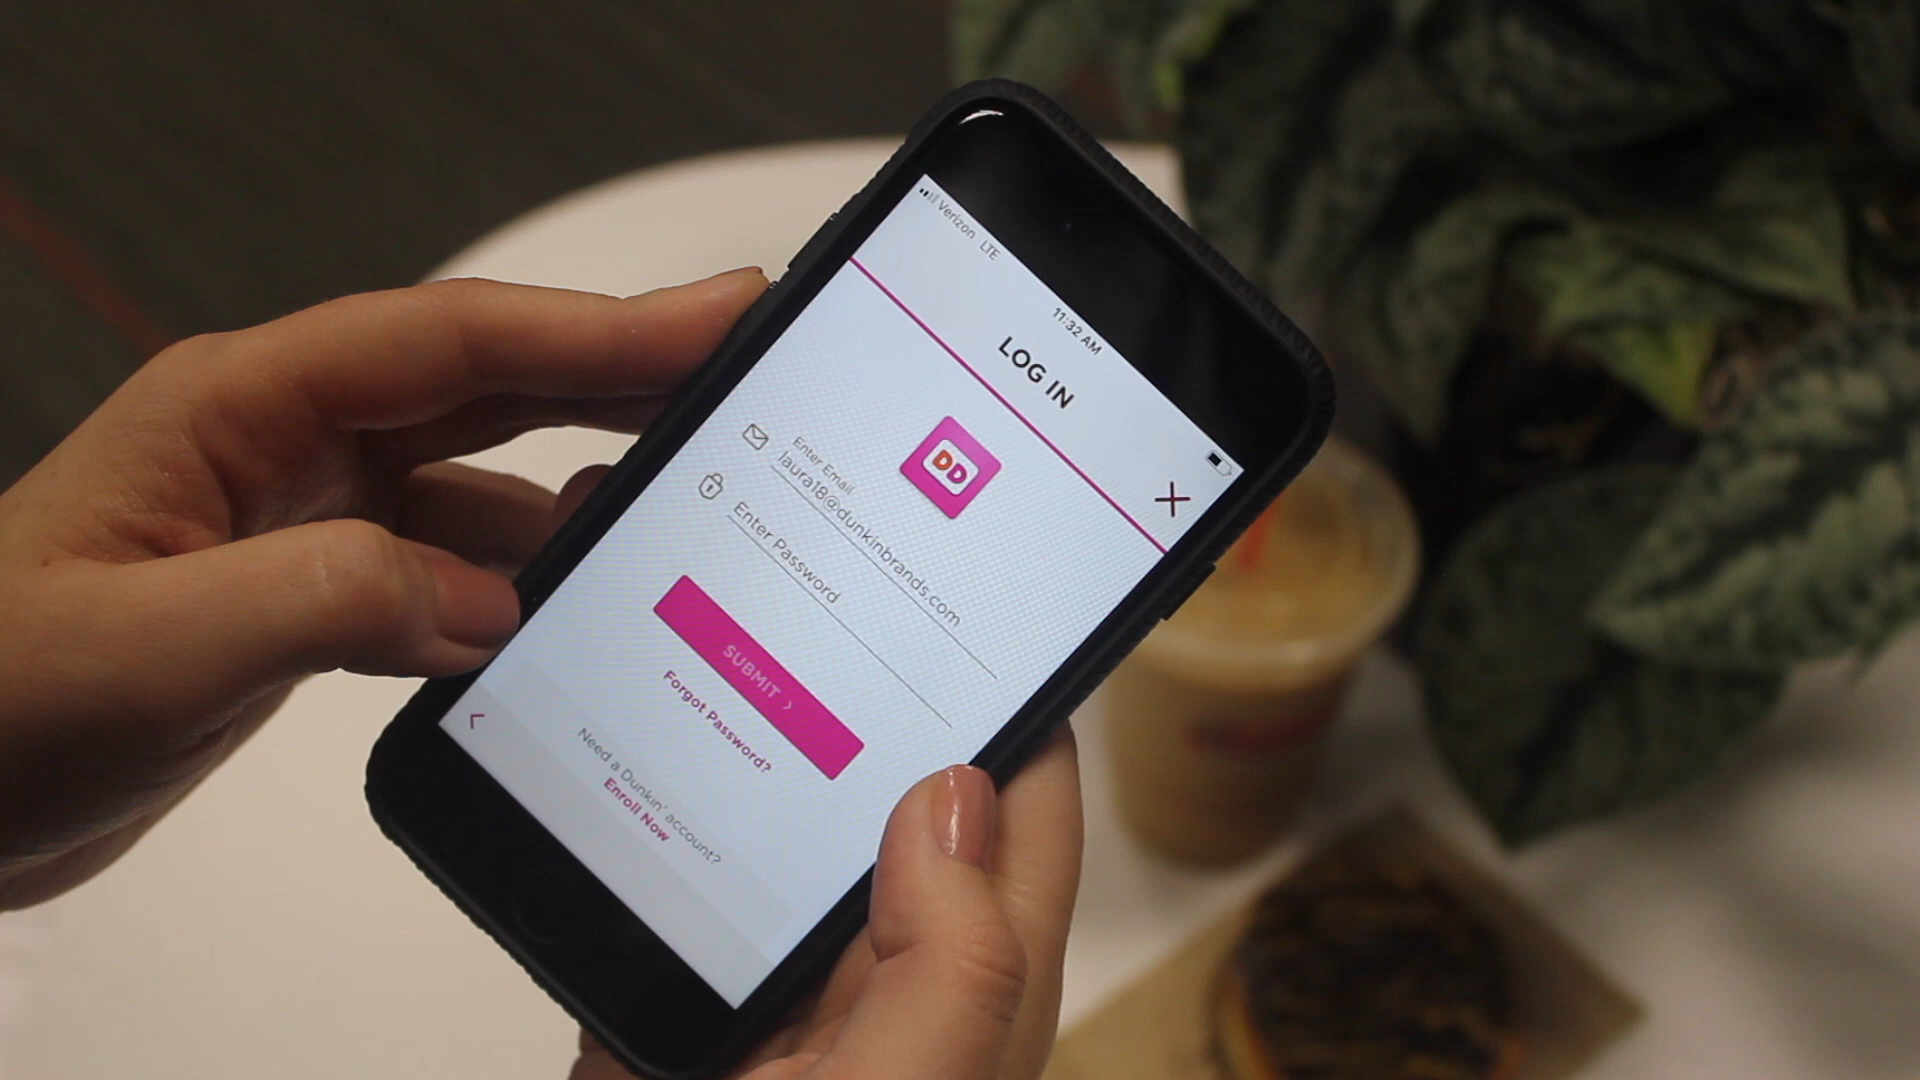 Verizon LTE
11:32 AM
LOG IN
DD
Enter Email
laura18@dunkinbrands.com
Enter Password
SUBMIT
Forgot Password?
Need a Dunkin' account?
Enroll Now